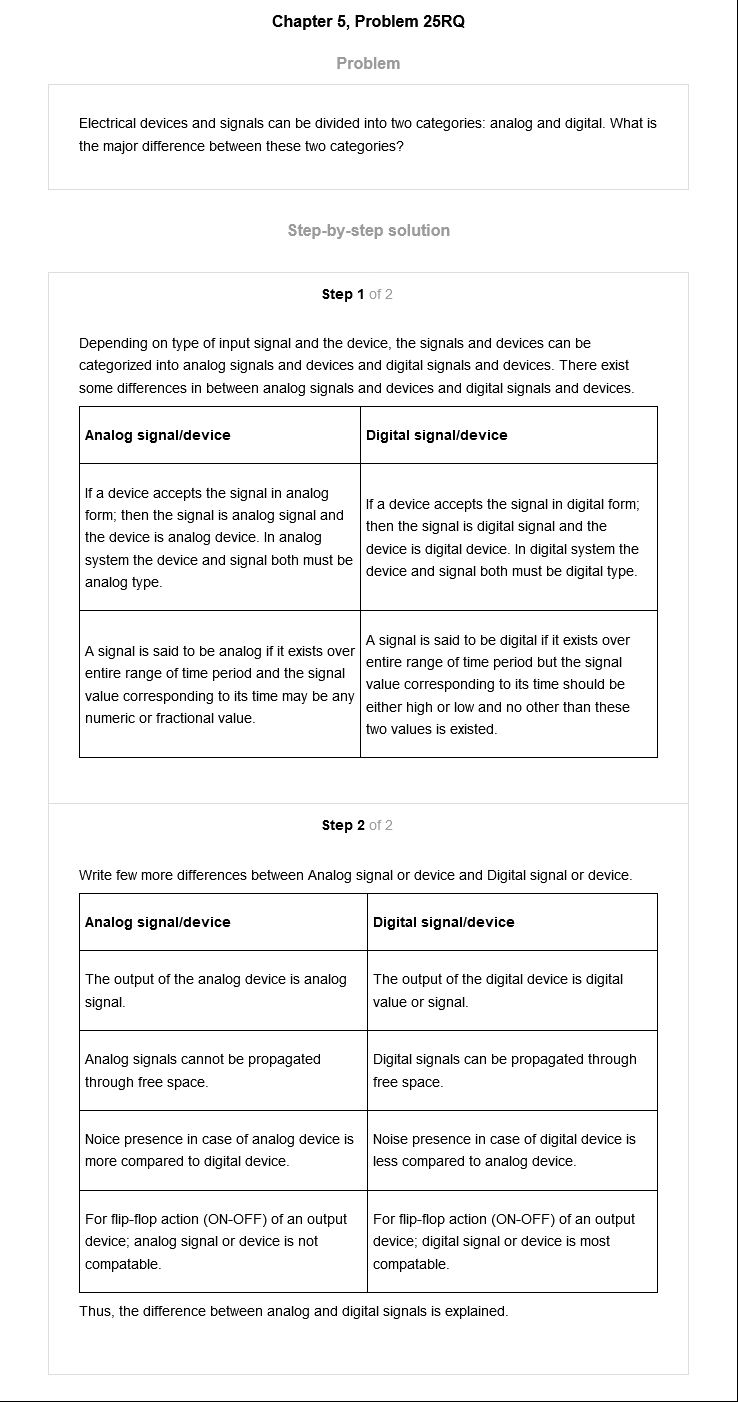 Chapter 5, Problem 25RQ
Problem
Electrical devices and signals can be divided into two categories: analog and digital. What is
the major difference between these two categories?
Step-by-step solution
Step 1 of 2
Depending on type of input signal and the device, the signals and devices can be
categorized into analog signals and devices and digital signals and devices. There exist
some differences in between analog signals and devices and digital signals and devices.
Analog signal/device
Digital signal/device
If a device accepts the signal in analog
form; then the signal is analog signal and
the device is analog device. In analog
system the device and signal both must be
analog type.
If a device accepts the signal in digital form;
then the signal is digital signal and the
device is digital device. In digital system the
device and signal both must be digital type.
A signal is said to be analog if it exists over
entire range of time period and the signal
value corresponding to its time may be any
numeric or fractional value.
A signal is said to be digital if it exists over
entire range of time period but the signal
value corresponding to its time should be
either high or low and no other than these
two values is existed.
Step 2 of 2
Write few more differences between Analog signal or device and Digital signal or device.
Analog signal/device
Digital signal/device
The output of the analog device is analog
signal.
The output of the digital device is digital
value or signal.
Analog signals cannot be propagated
through free space.
Digital signals can be propagated through
free space.
Noice presence in case of analog device is
more compared to digital device.
Noise presence in case of digital device is
less compared to analog device.
For flip-flop action (ON-OFF) of an output
device; analog signal or device is not
compatable.
For flip-flop action (ON-OFF) of an output
device; digital signal or device is most
compatable.
Thus, the difference between analog and digital signals is explained.